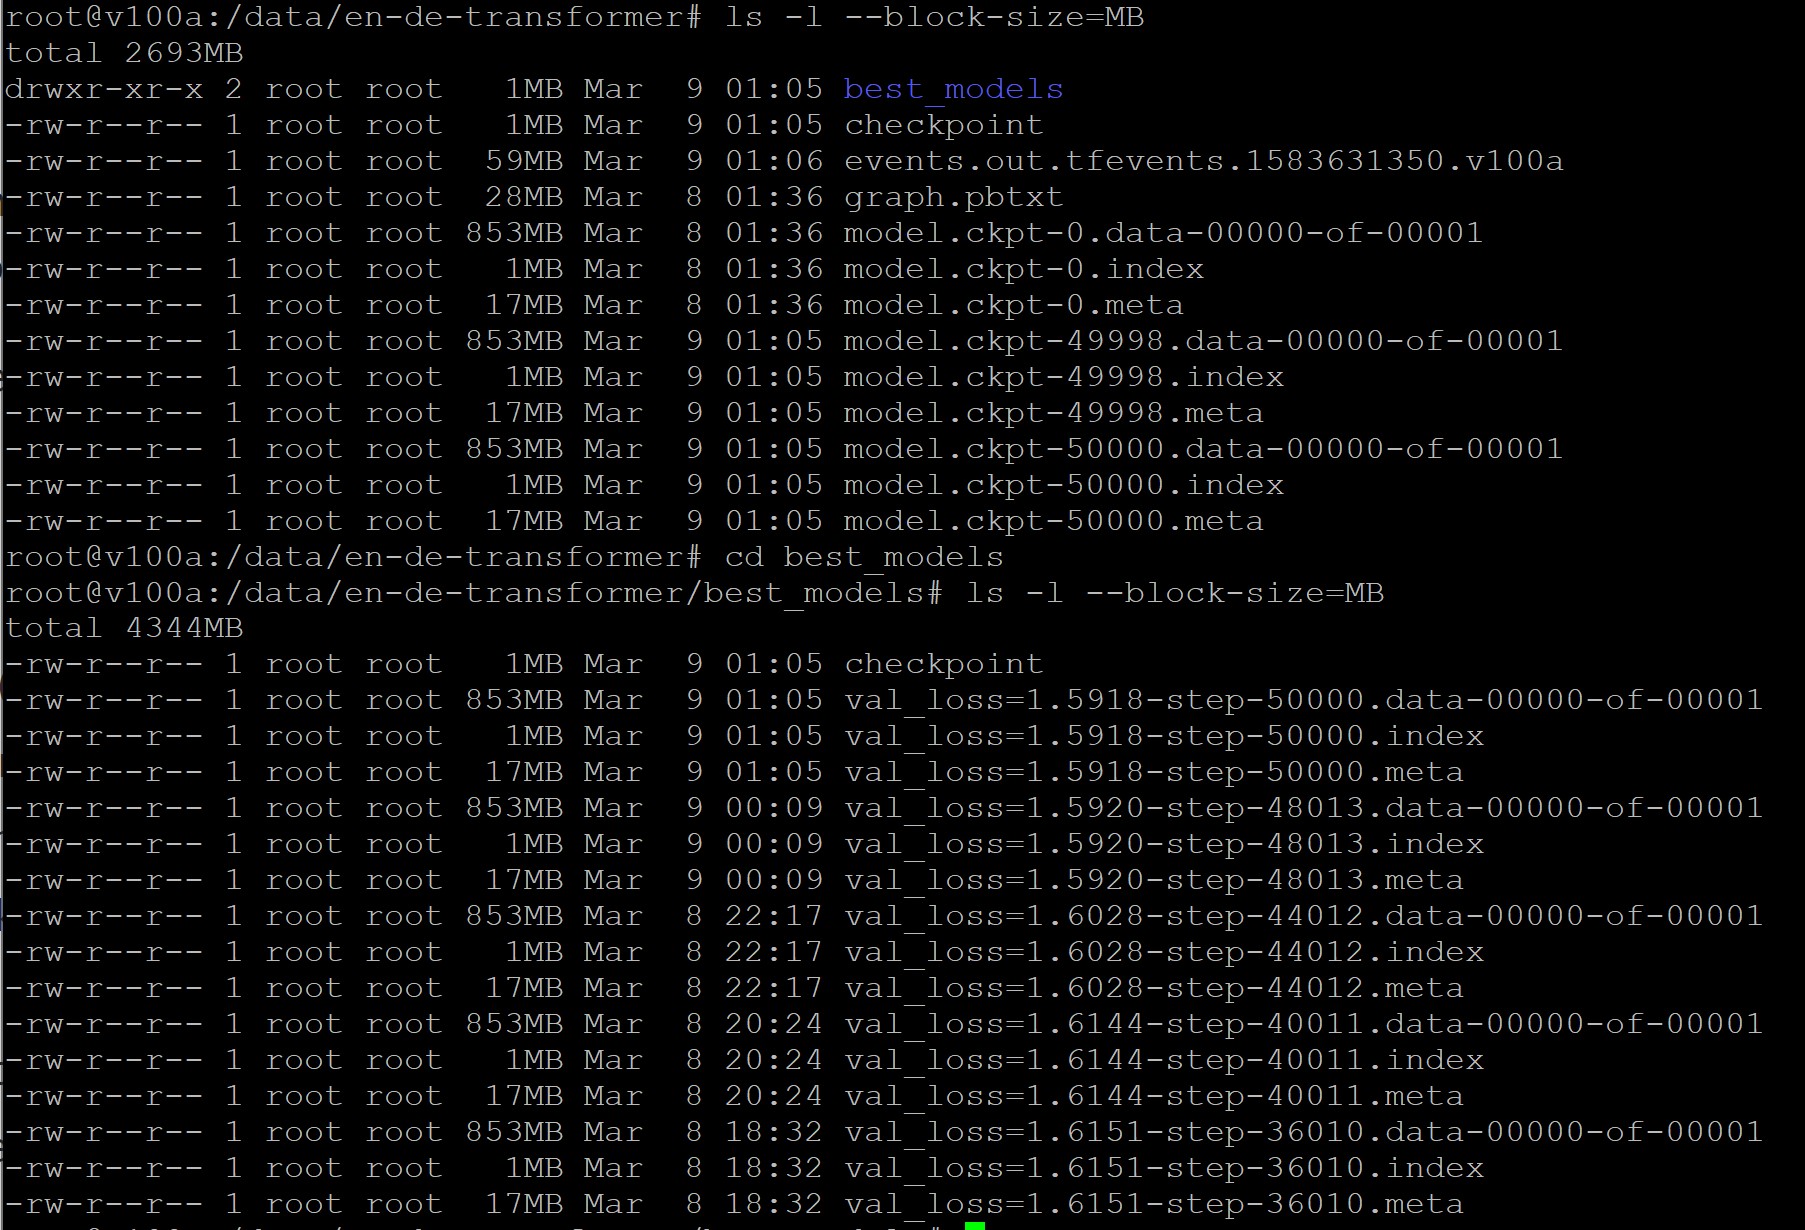 root@v100a:/data/en-de-transformer# ls -l --block-size=MB
total 2693MB
drwxr-xr-x 2 root root   1MB Mar  9 01:05 best_models
-rw-r--r-- 1 root root   1MB Mar  9 01:05 checkpoint
-rw-r--r-- 1 root root  59MB Mar  9 01:06 events.out.tfevents.1583631350.v100a
-rw-r--r-- 1 root root  28MB Mar  8 01:36 graph.pbtxt
-rw-r--r-- 1 root root 853MB Mar  8 01:36 model.ckpt-0.data-00000-of-00001
-rw-r--r-- 1 root root   1MB Mar  8 01:36 model.ckpt-0.index
-rw-r--r-- 1 root root  17MB Mar  8 01:36 model.ckpt-0.meta
-rw-r--r-- 1 root root 853MB Mar  9 01:05 model.ckpt-49998.data-00000-of-00001
-rw-r--r-- 1 root root   1MB Mar  9 01:05 model.ckpt-49998.index
-rw-r--r-- 1 root root  17MB Mar  9 01:05 model.ckpt-49998.meta
-rw-r--r-- 1 root root 853MB Mar  9 01:05 model.ckpt-50000.data-00000-of-00001
-rw-r--r-- 1 root root   1MB Mar  9 01:05 model.ckpt-50000.index
-rw-r--r-- 1 root root  17MB Mar  9 01:05 model.ckpt-50000.meta
root@v100a:/data/en-de-transformer# cd best_models
root@v100a:/data/en-de-transformer/best_models# ls -l --block-size=MB
total 4344MB
-rw-r--r-- 1 root root   1MB Mar  9 01:05 checkpoint
-rw-r--r-- 1 root root 853MB Mar  9 01:05 val_loss=1.5918-step-50000.data-00000-of-00001
-rw-r--r-- 1 root root   1MB Mar  9 01:05 val_loss=1.5918-step-50000.index
-rw-r--r-- 1 root root  17MB Mar  9 01:05 val_loss=1.5918-step-50000.meta
-rw-r--r-- 1 root root 853MB Mar  9 00:09 val_loss=1.5920-step-48013.data-00000-of-00001
-rw-r--r-- 1 root root   1MB Mar  9 00:09 val_loss=1.5920-step-48013.index
-rw-r--r-- 1 root root  17MB Mar  9 00:09 val_loss=1.5920-step-48013.meta
-rw-r--r-- 1 root root 853MB Mar  8 22:17 val_loss=1.6028-step-44012.data-00000-of-00001
-rw-r--r-- 1 root root   1MB Mar  8 22:17 val_loss=1.6028-step-44012.index
-rw-r--r-- 1 root root  17MB Mar  8 22:17 val_loss=1.6028-step-44012.meta
-rw-r--r-- 1 root root 853MB Mar  8 20:24 val_loss=1.6144-step-40011.data-00000-of-00001
-rw-r--r-- 1 root root   1MB Mar  8 20:24 val_loss=1.6144-step-40011.index
-rw-r--r-- 1 root root  17MB Mar  8 20:24 val_loss=1.6144-step-40011.meta
-rw-r--r-- 1 root root 853MB Mar  8 18:32 val_loss=1.6151-step-36010.data-00000-of-00001
-rw-r--r-- 1 root root   1MB Mar  8 18:32 val_loss=1.6151-step-36010.index
-rw-r--r-- 1 root root  17MB Mar  8 18:32 val_loss=1.6151-step-36010.meta